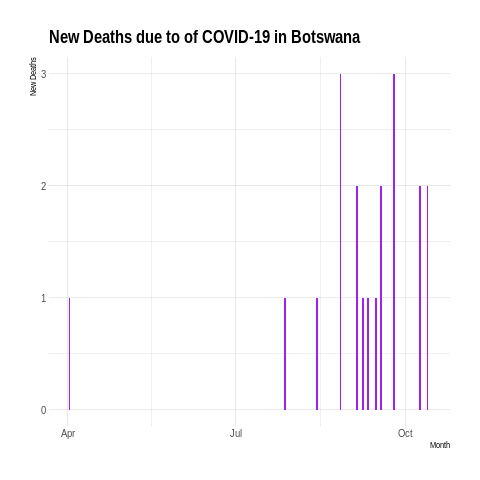 New Deaths due to of COVID-19 in Botswana
New Deaths
3
2
1
0
Apr
Jul
Oct
Month